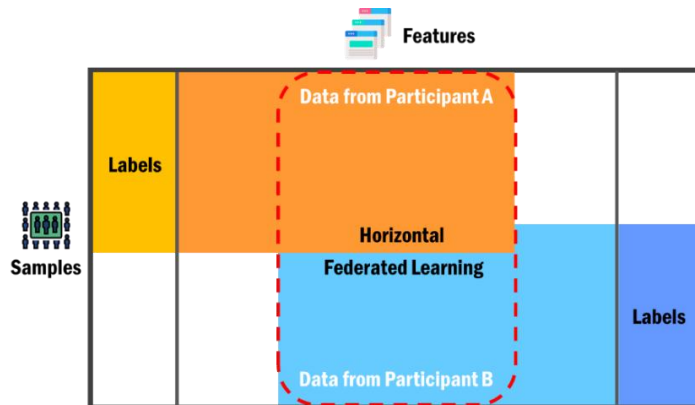 Features
Data from Participant A
Labels
Horizontal
Samples
Federated Learning
Labels
Data from Participant B